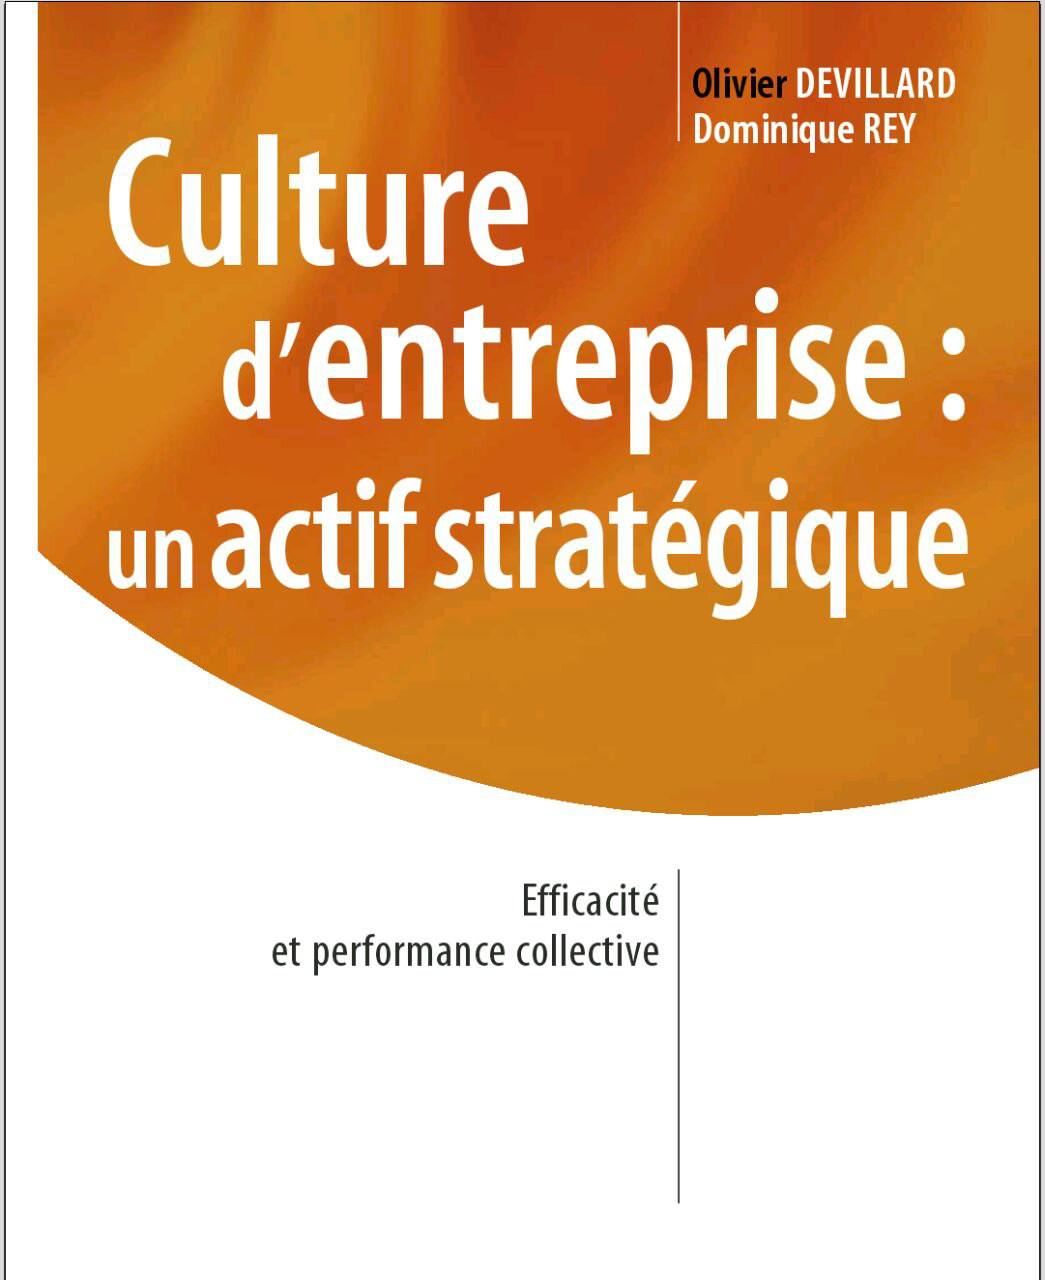 Olivier DEVILLARD
Dominique REY
Culture
d’entreprise :
un actif stratégique
Efficacité
et performance collective